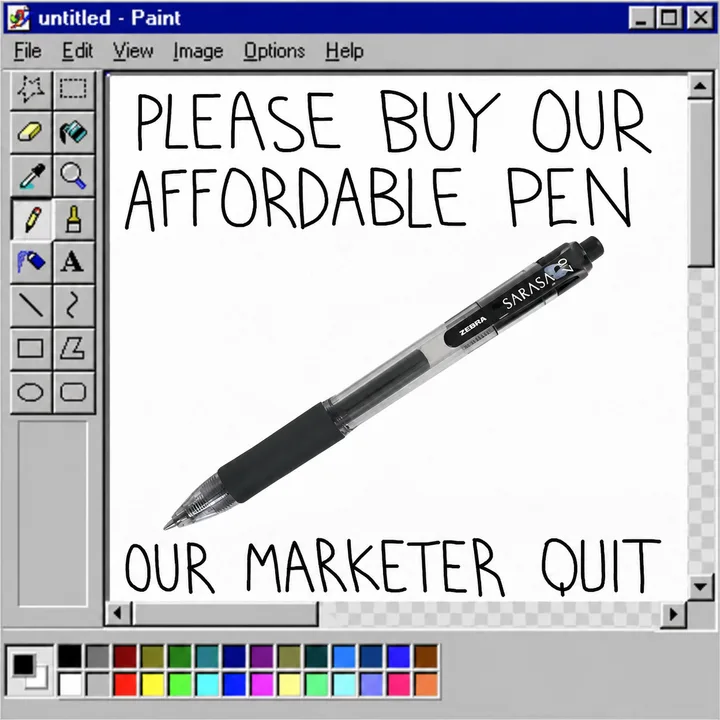 untitled - Paint
File Edit View Image Options Help
A
PLEASE BUY OUR
AFFORDABLE PEN
SARASA
ZEBRA
OUR MARKETER QUIT